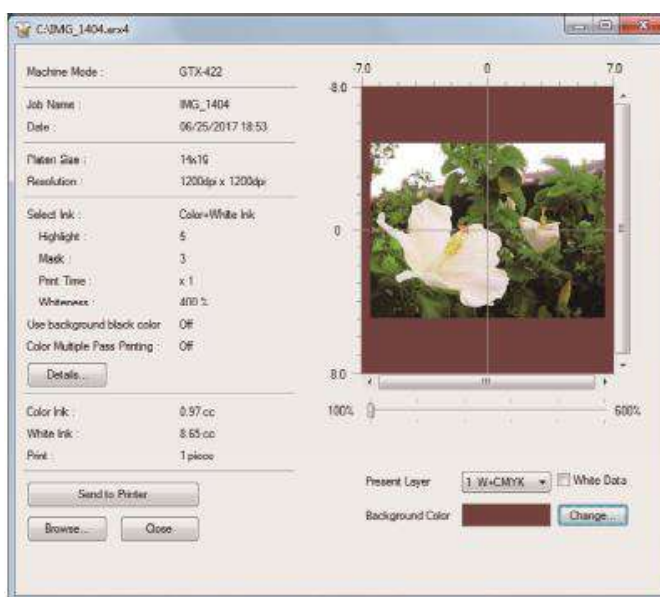 C:\IMG_1404.arx4
Machine Mode : GTX-422
Job Name : IMG_1404
Date : 06/25/2017 18:53
Platen Size : 14x16
Resolution : 1200dpi x 1200dpi
Select Ink : Color+White Ink
Highlight : 5
Mask : 3
Print Time : x 1
Whiteness : 400 %
Use background black color Off
Color Multiple Pass Printing : Off
Details...
Color Ink : 0.97 cc
White Ink : 8.65 cc
Print : 1 piece
Send to Printer
Browse... Close
-7.0 0 7.0
-8.0
0
8.0
100% 600%
Present Layer 1 W+CMYK White Data
Background Color Change...